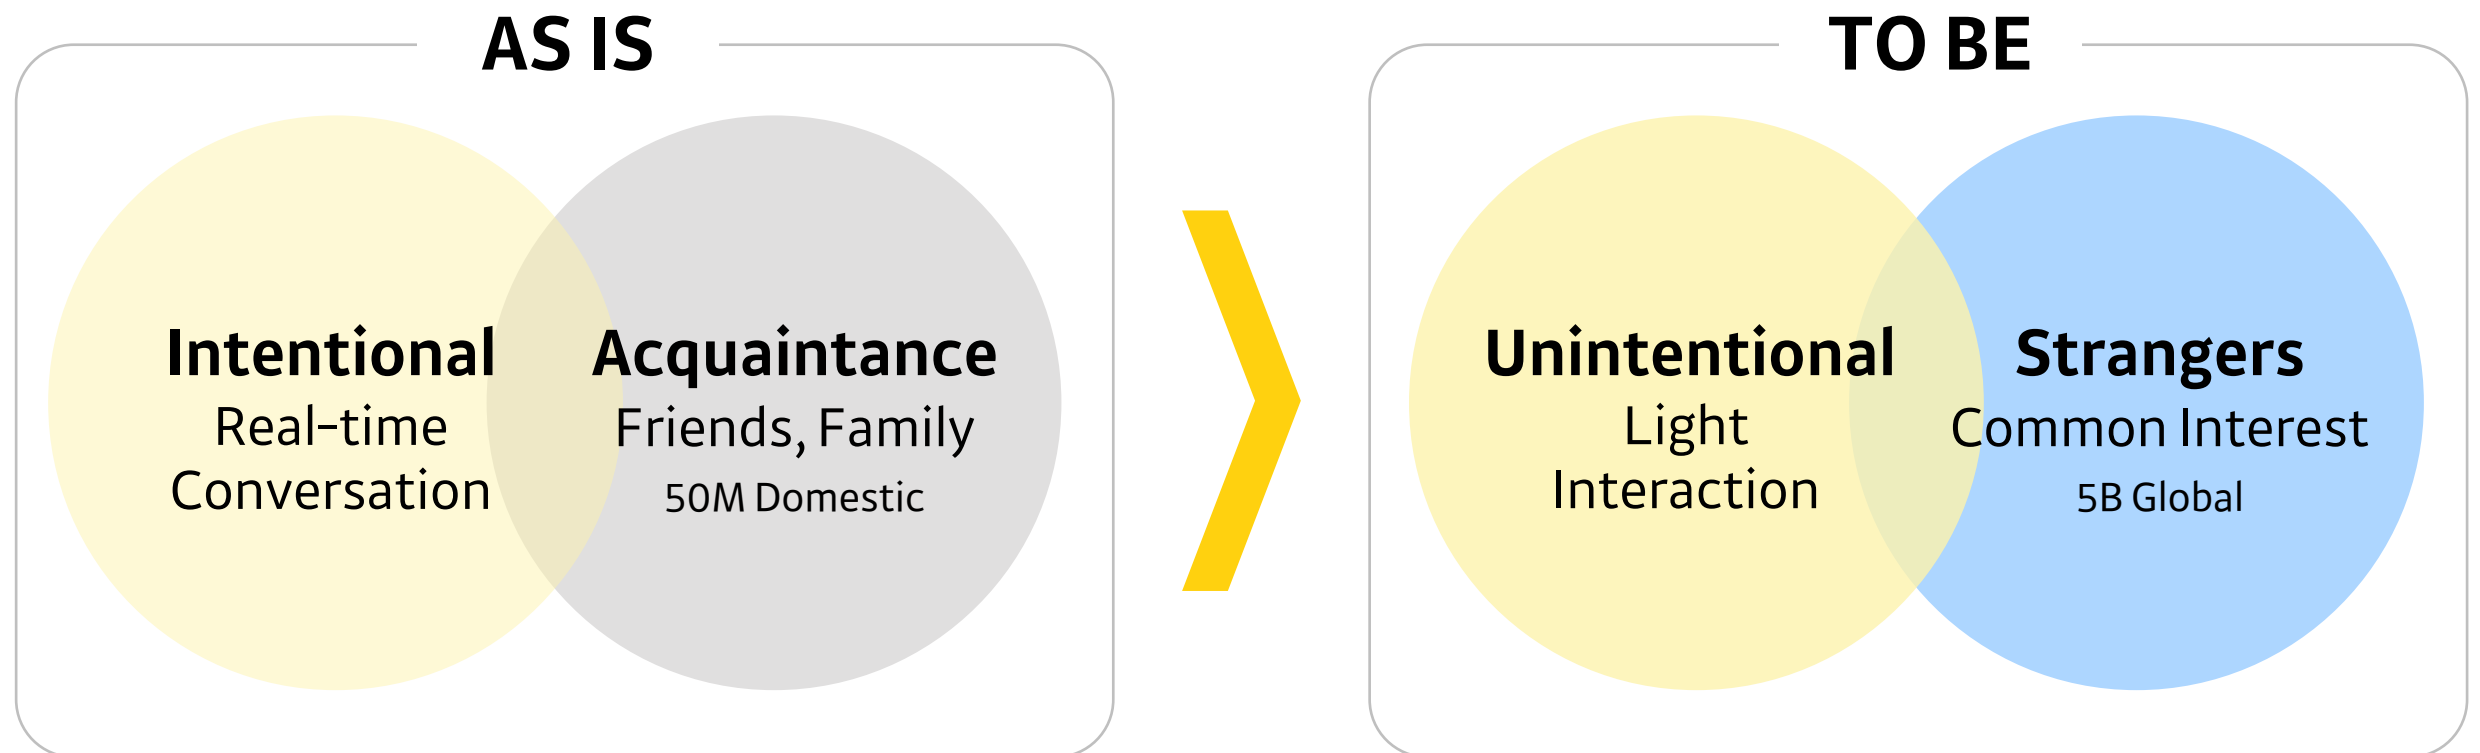 AS IS
Intentional
Real-time
Conversation
Acquaintance
Friends, Family
50M Domestic
TO BE
Unintentional
Light
Interaction
Strangers
Common Interest
5B Global